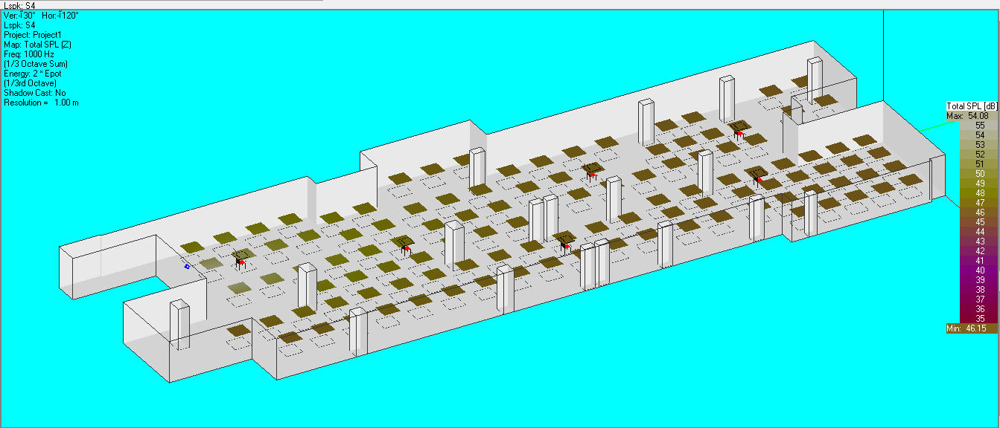 Lspk: S4
Ver:-Í30° Hor:-Í120°
Lspk: S4
Project: Project1
Map: Total SPL (Z)
Freq: 1000 Hz
(1/3 Octave Sum)
Energy: 2 * Epot
(1/3rd Octave)
Shadow Cast: No
Resolution = 1.00 m
Total SPL [dB]
Max: 54.08
55
54
53
52
51
50
49
48
47
46
45
44
43
42
41
40
39
38
37
36
35
Min: 46.15